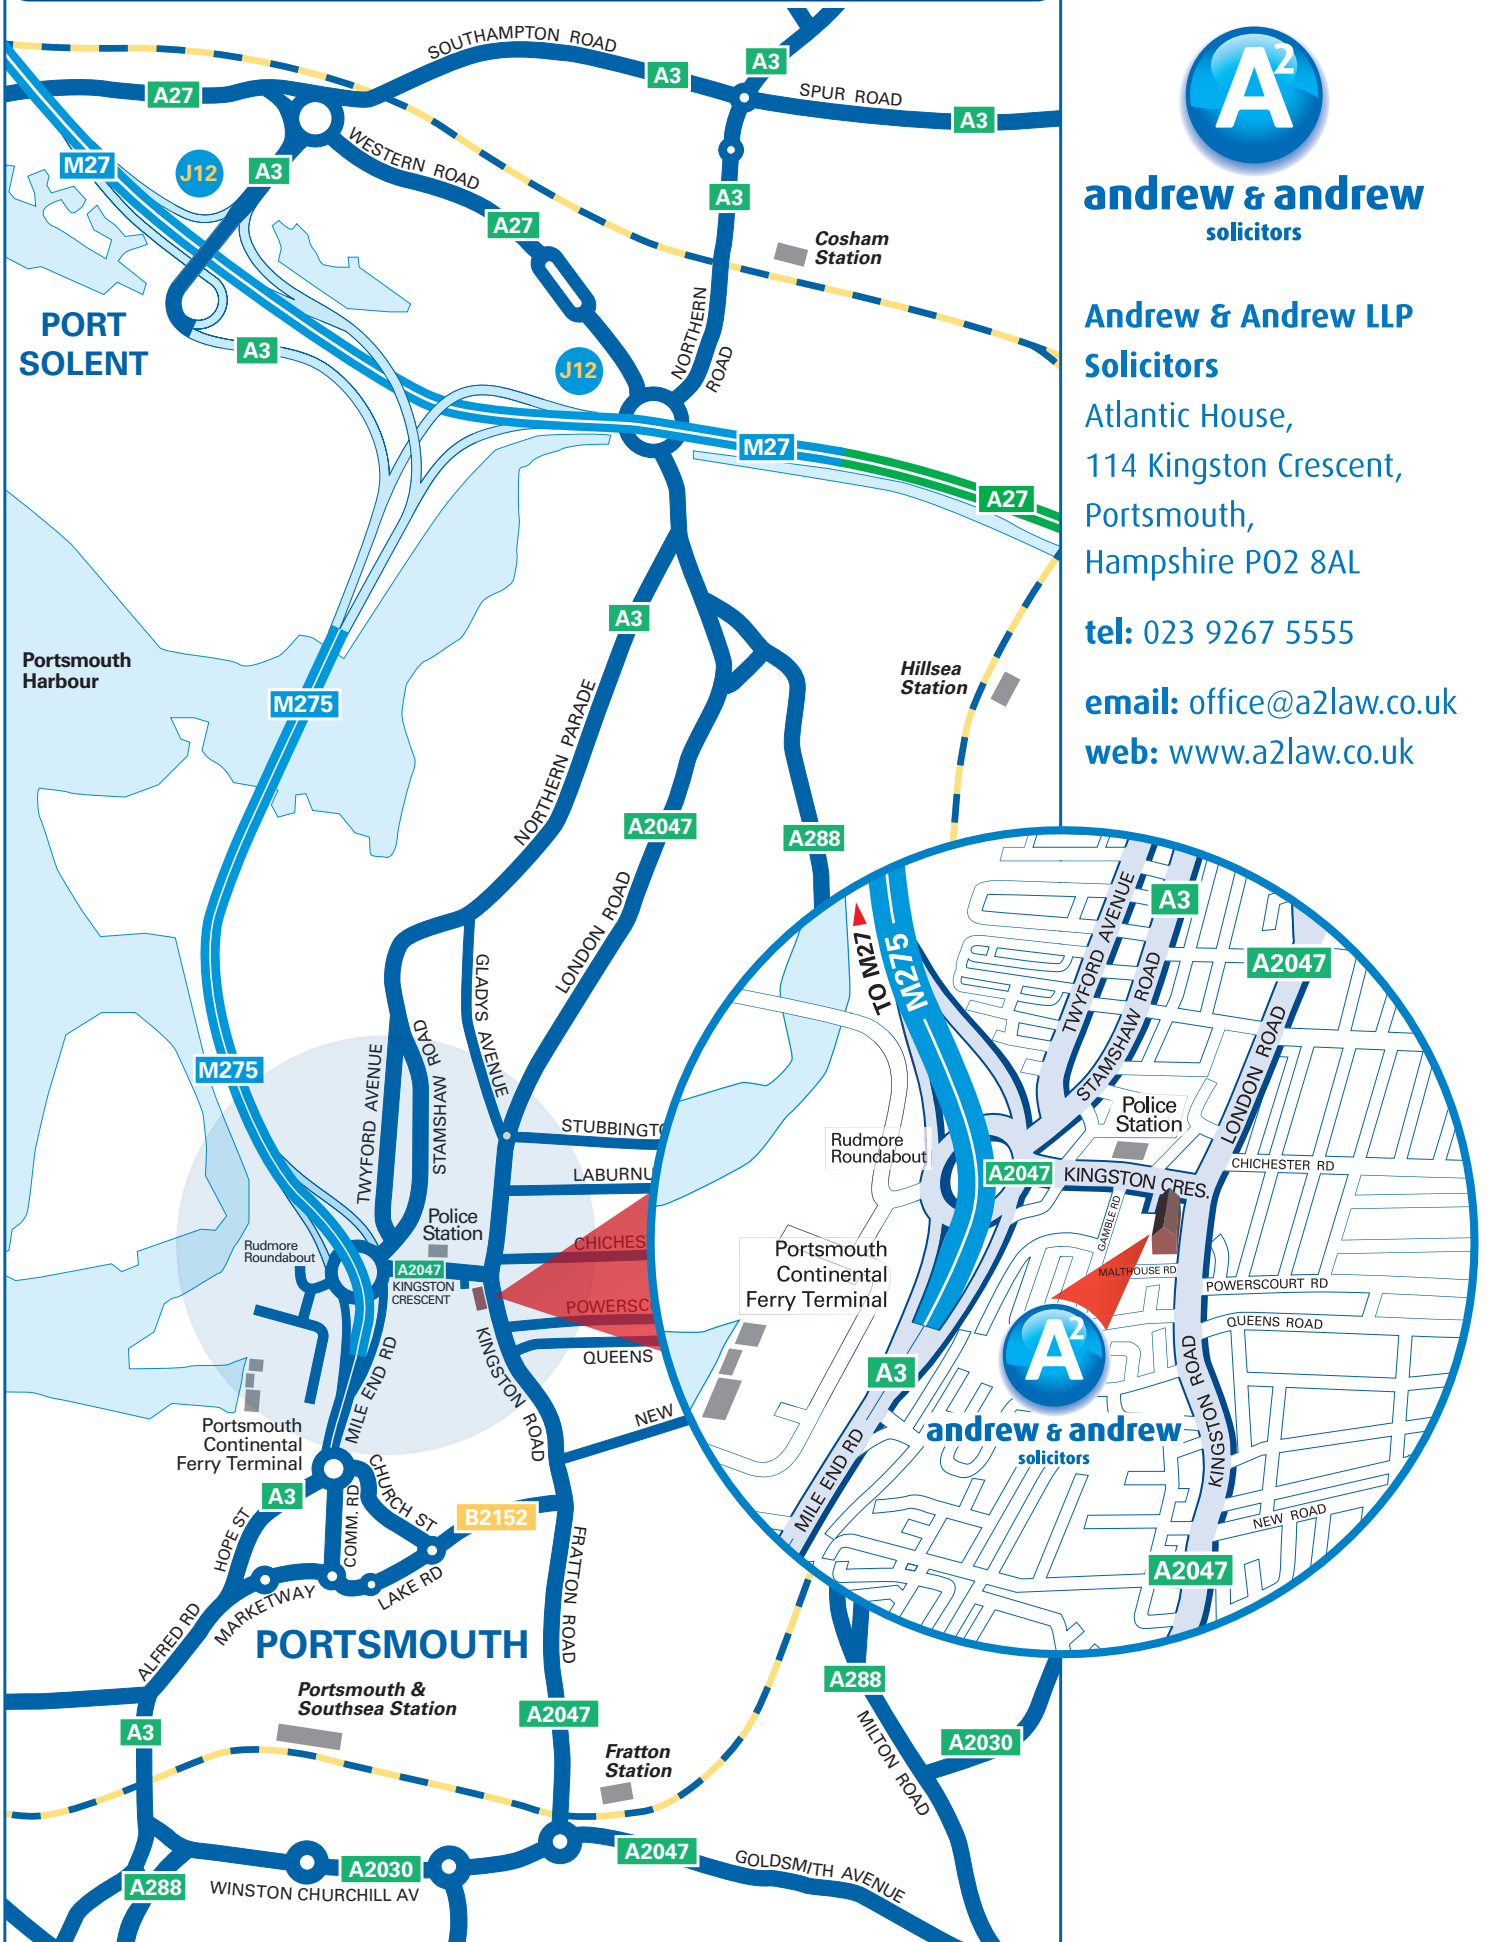 SOUTHAMPTON ROAD
A3
A3
SPUR ROAD
A3
A27
M27
J12
A3
WESTERN ROAD
A27
A3
Cosham
Station
PORT
SOLENT
A3
J12
NORTHERN
ROAD
M27
A27
A3
Portsmouth
Harbour
M275
Hillsea
Station
NORTHERN PARADE
A2047
A288
LONDON ROAD
GLADYS AVENUE
M275
TWYFORD AVENUE
STAMSHAW ROAD
STUBBINGT
LABURNU
Police
Station
CHICHES
Rudmore
Roundabout
A2047
KINGSTON
CRESCENT
POWERSC
QUEENS
KINGSTON ROAD
MILE END RD
NEW
Portsmouth
Continental
Ferry Terminal
A3
CHURCH ST
HOPE ST
COMM. RD
B2152
MARKETWAY
LAKE RD
FRATTON ROAD
ALFRED RD
PORTSMOUTH
Portsmouth &
Southsea Station
A3
A2047
Fratton
Station
A288
A2030
MILTON ROAD
A2030
A2047
GOLDSMITH AVENUE
A288
WINSTON CHURCHILL AV
TO M27
M275
TWYFORD AVENUE
A3
A2047
STAMSHAW ROAD
LONDON ROAD
Police
Station
Rudmore
Roundabout
A2047
KINGSTON CRES.
CHICHESTER RD
GAMBLE RD
MALTHOUSE RD
POWERSCOURT RD
QUEENS ROAD
Portsmouth
Continental
Ferry Terminal
A3
A2
andrew & andrew
solicitors
MILE END RD
KINGSTON ROAD
NEW ROAD
A2047
A2
andrew & andrew
solicitors
Andrew & Andrew LLP
Solicitors
Atlantic House,
114 Kingston Crescent,
Portsmouth,
Hampshire PO2 8AL
tel: 023 9267 5555
email: office@a2law.co.uk
web: www.a2law.co.uk